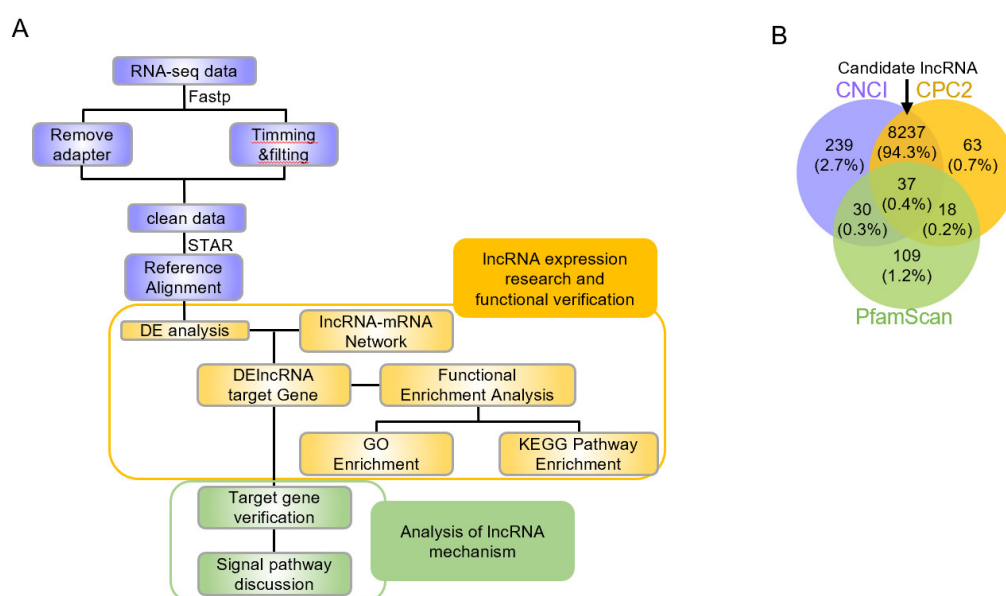 A
RNA-seq data
Fastp
Remove
adapter
Timming
&filting
clean data
STAR
Reference
Alignment
lncRNA expression
research and
functional verification
DE analysis
lncRNA-mRNA
Network
DElncRNA
target Gene
Functional
Enrichment Analysis
GO
Enrichment
KEGG Pathway
Enrichment
Target gene
verification
Analysis of lncRNA
mechanism
Signal pathway
discussion
B
Candidate lncRNA
CNCI
CPC2
239
(2.7%)
8237
(94.3%)
63
(0.7%)
37
(0.4%)
30
(0.3%)
18
(0.2%)
109
(1.2%)
PfamScan